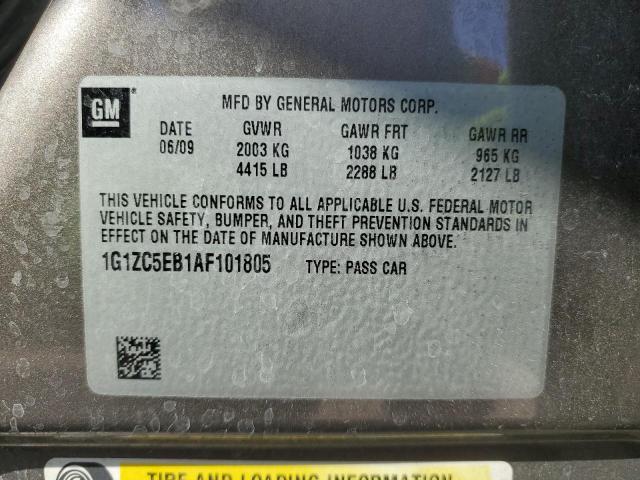 GM
MFD BY GENERAL MOTORS CORP.
DATE GVWR GAWR FRT GAWR RR
06/09 2003 KG 1038 KG 965 KG
4415 LB 2288 LB 2127 LB
THIS VEHICLE CONFORMS TO ALL APPLICABLE U.S. FEDERAL MOTOR
VEHICLE SAFETY, BUMPER, AND THEFT PREVENTION STANDARDS IN
EFFECT ON THE DATE OF MANUFACTURE SHOWN ABOVE.
1G1ZC5EB1AF101805 TYPE: PASS CAR
TIRE AND LOADING INFORMATION